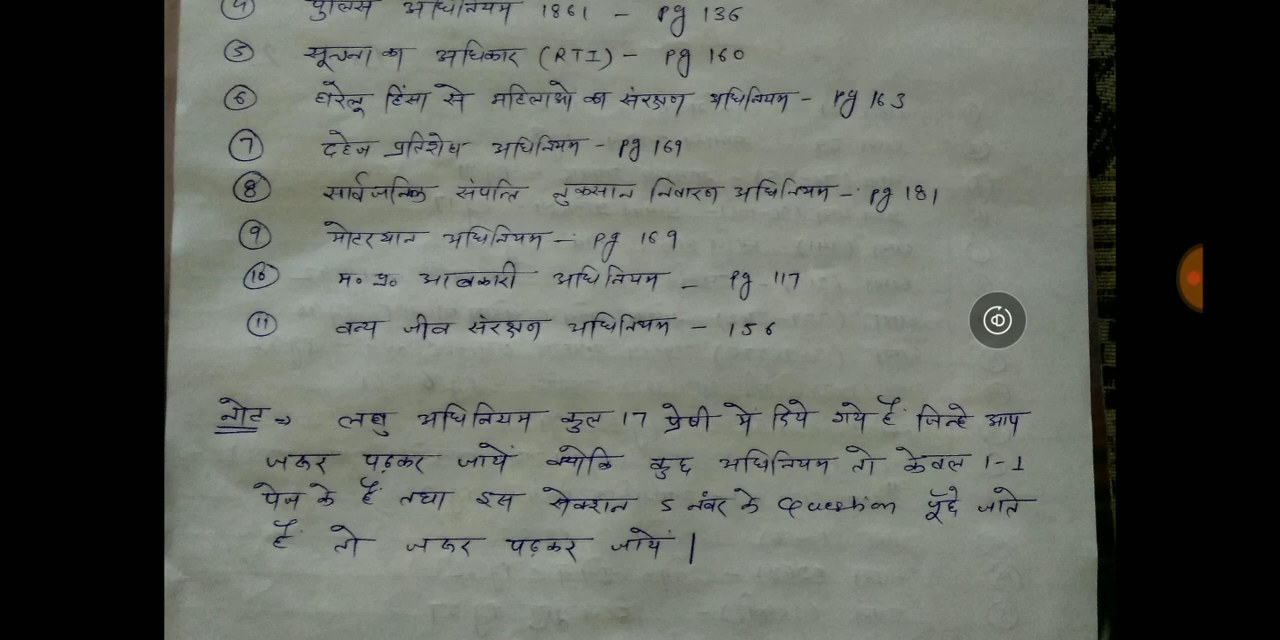 ④ पुलिस अधिनियम 1861 - pg 136
⑤ सूचना का अधिकार (RTI) - pg 160
⑥ घरेलू हिंसा से महिलाओ का संरक्षण अधिनियम - pg 163
⑦ दहेज प्रतिशेध अधिनियम - pg 169
⑧ सार्वजनिक संपत्ति नुकसान निवारण अधिनियम - pg 181
⑨ मोटरयान अधिनियम - pg 169
⑩ म॰ प्र॰ आबकारी अधिनियम - pg 117
⑪ वन्य जीव संरक्षण अधिनियम - 156
नोट ⇒ लघु अधिनियम कुल 17 में दिये गये हैं जिन्हे आप
जरूर पढ़कर जायें क्योकि कुछ अधिनियम तो केवल 1-1
पेज के हैं तथा इस सेक्शन 5 नंबर के Question पूँछे जाते
हैं तो जरूर पढ़कर जायें |